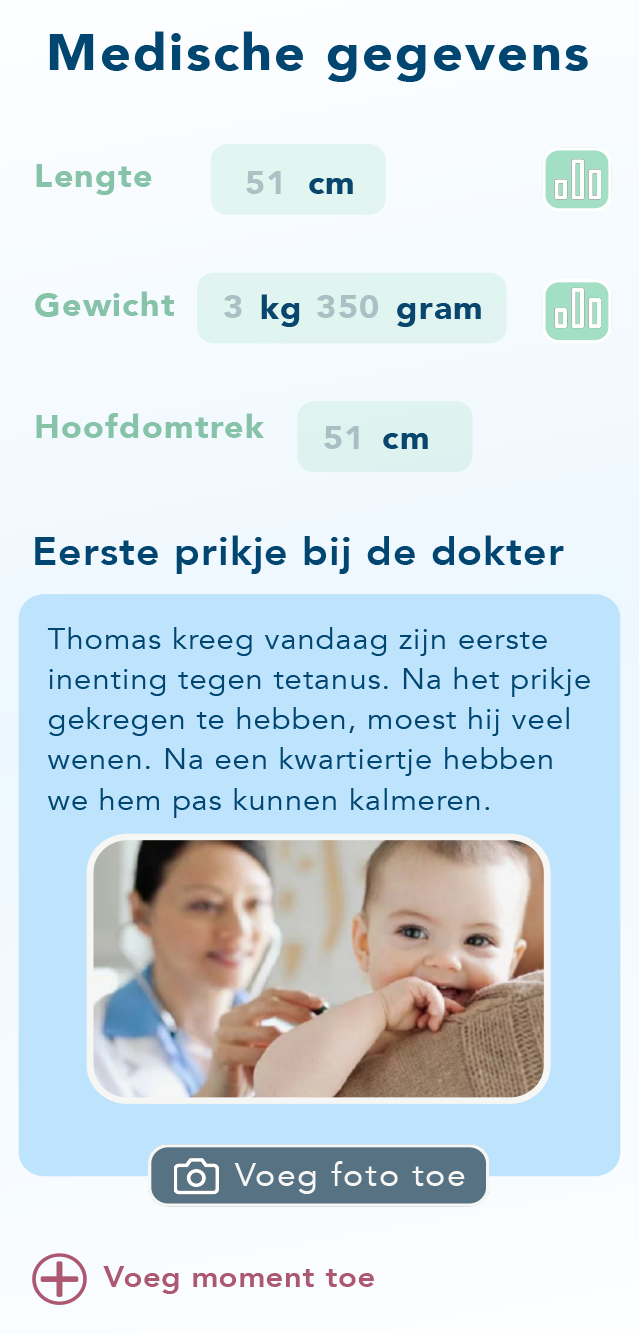 Medische gegevens
Lengte 51 cm
Gewicht 3 kg 350 gram
Hoofdomtrek 51 cm
Eerste prikje bij de dokter
Thomas kreeg vandaag zijn eerste
inenting tegen tetanus. Na het prikje
gekregen te hebben, moest hij veel
wenen. Na een kwartiertje hebben
we hem pas kunnen kalmeren.
Voeg foto toe
Voeg moment toe